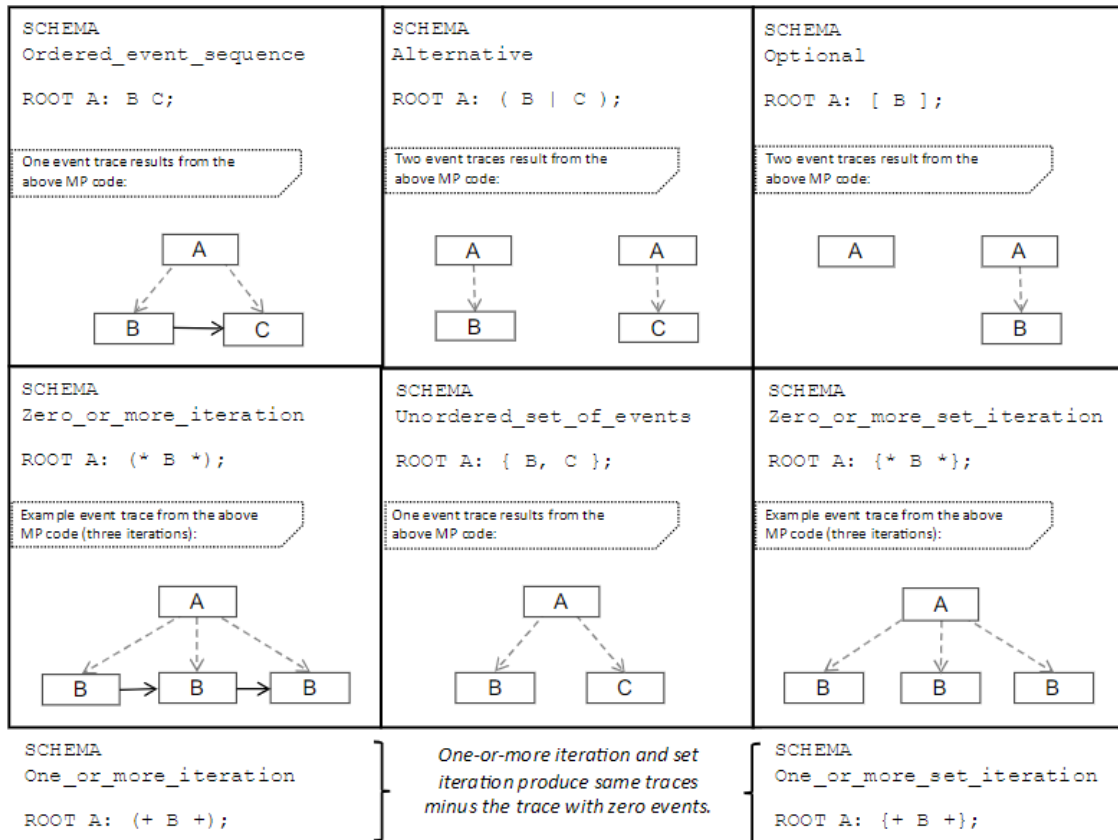 SCHEMA
Ordered_event_sequence
ROOT A: B C;
One event trace results from the
above MP code:
A
B
C
SCHEMA
Alternative
ROOT A: ( B | C );
Two event traces result from the
above MP code:
A
A
B
C
SCHEMA
Optional
ROOT A: [ B ];
Two event traces result from the
above MP code:
A
A
B
SCHEMA
Zero_or_more_iteration
ROOT A: (* B *);
Example event trace from the above
MP code (three iterations):
A
B
B
B
SCHEMA
Unordered_set_of_events
ROOT A: { B, C };
One event trace results from the
above MP code:
A
B
C
SCHEMA
Zero_or_more_set_iteration
ROOT A: {* B *};
Example event trace from the above
MP code (three iterations):
A
B
B
B
SCHEMA
One_or_more_iteration
ROOT A: (+ B +);
One-or-more iteration and set
iteration produce same traces
minus the trace with zero events.
SCHEMA
One_or_more_set_iteration
ROOT A: {+ B +};